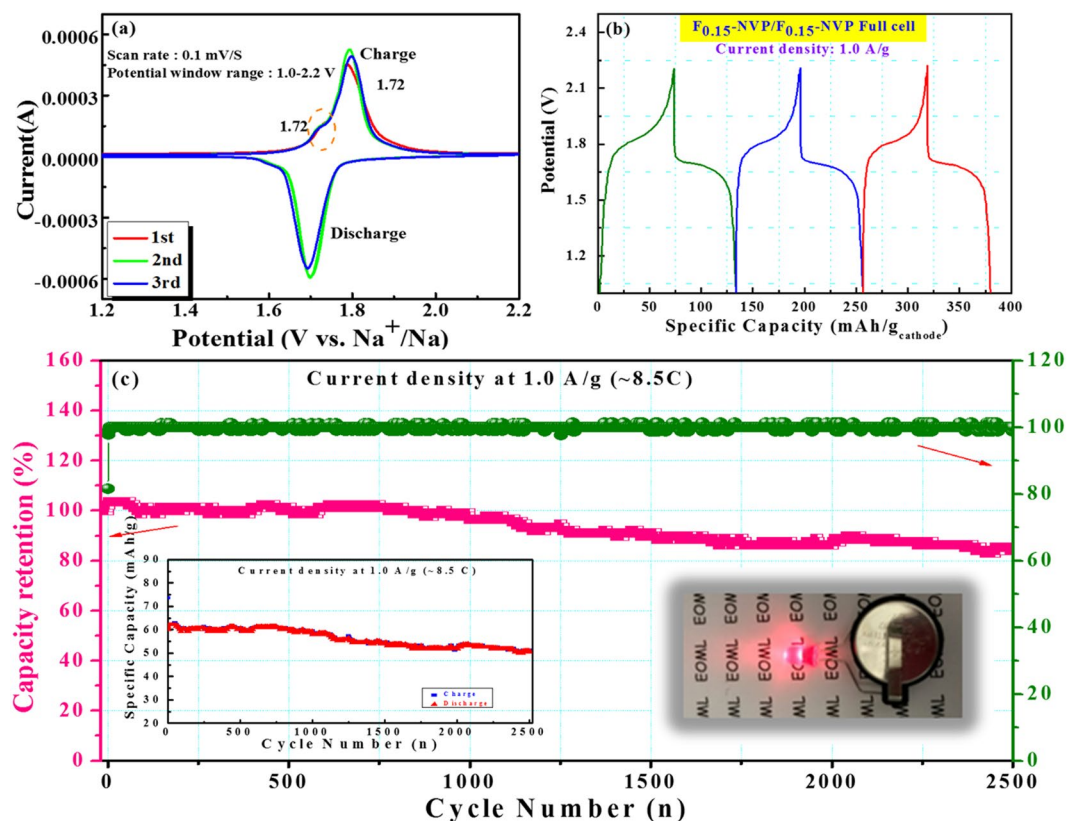 (a)
Scan rate : 0.1 mV/S
Potential window range : 1.0-2.2 V
Charge
1.72
1.72
Discharge
1st
2nd
3rd
Current(A)
0.0006
0.0003
0.0000
-0.0003
-0.0006
1.2 1.4 1.6 1.8 2.0 2.2
Potential (V vs. Na+/Na)
(b)
F0.15-NVP/F0.15-NVP Full cell
Current density: 1.0 A/g
Potential (V)
2.4
2.1
1.8
1.5
1.2
0 50 100 150 200 250 300 350 400
Specific Capacity (mAh/gcathode)
(c)
Current density at 1.0 A/g (~8.5C)
Capacity retention (%)
160
140
120
100
80
60
40
20
0
120
100
80
60
40
20
0
0 500 1000 1500 2000 2500
Cycle Number (n)
Current density at 1.0 A/g (~8.5 C)
Specific Capacity (mAh/g)
90
80
70
60
50
40
30
20
0 500 1000 1500 2000 2500
Cycle Number (n)
Charge
Discharge
EOML
EOML
EOML
EOML
EOML